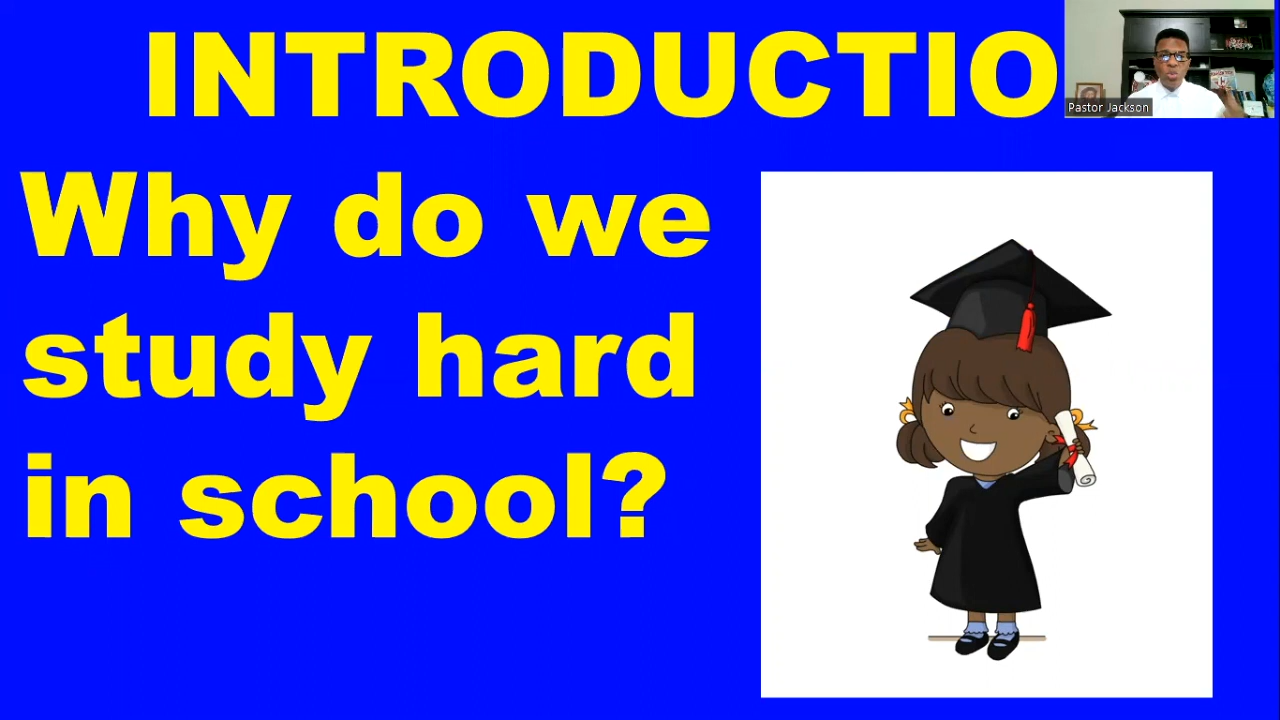 INTRODUCTIO
Pastor Jackson
Why do we
study hard
in school?